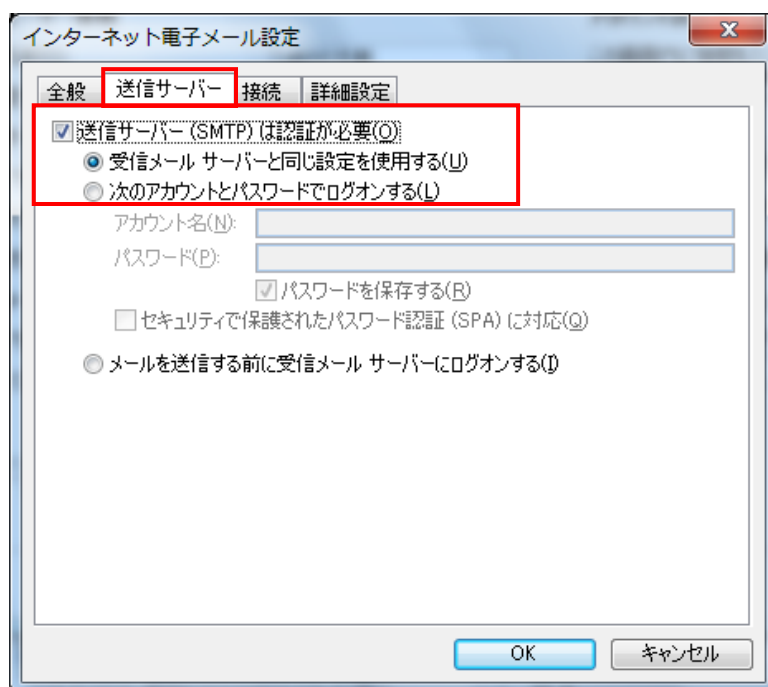 インターネット電子メール設定
全般 送信サーバー 接続 詳細設定
送信サーバー (SMTP) は認証が必要(O)
受信メール サーバーと同じ設定を使用する(U)
次のアカウントとパスワードでログオンする(L)
アカウント名(N):
パスワード(P):
パスワードを保存する(R)
セキュリティで保護されたパスワード認証 (SPA) に対応(Q)
メールを送信する前に受信メール サーバーにログオンする(I)
OK キャンセル